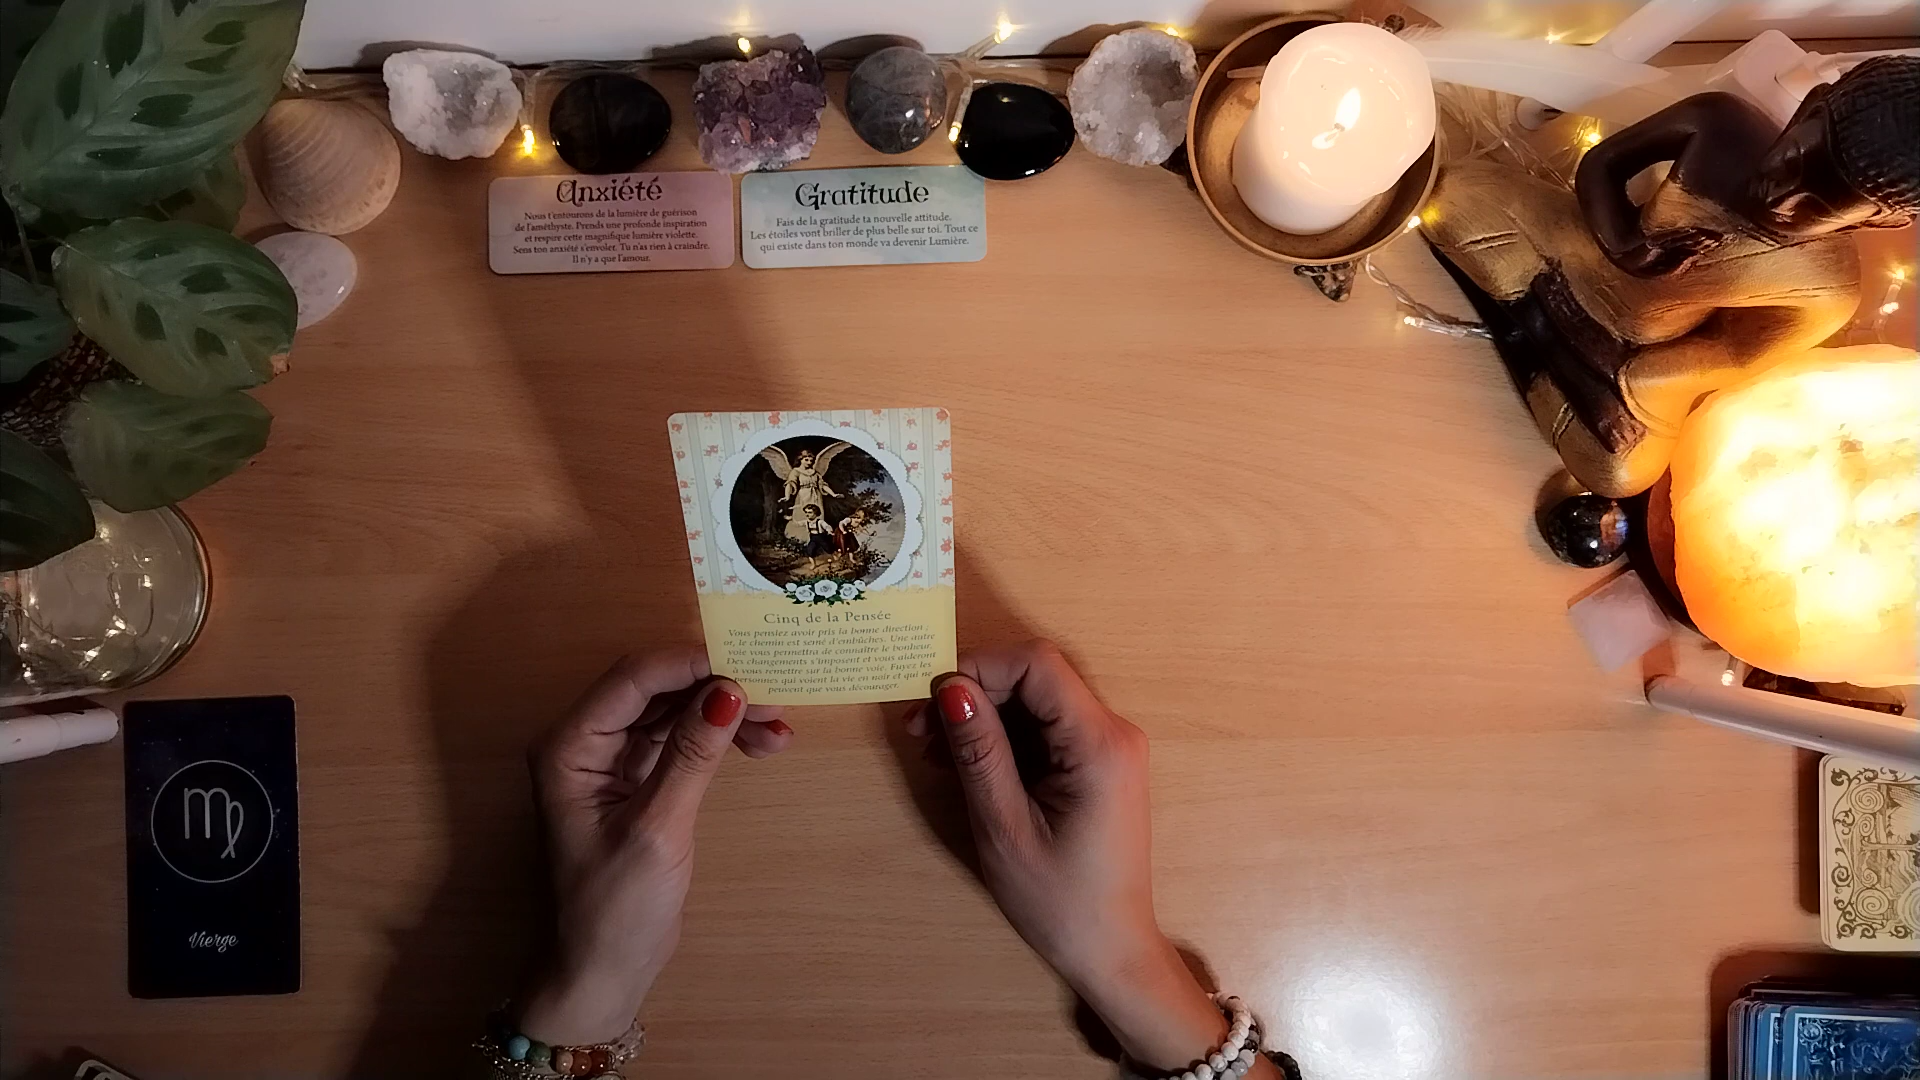 Anxiété
Nous t'entourons de la lumière de guérison
de l'améthyste. Prends une profonde inspiration
et respire cette magnifique lumière violette.
Sens ton anxiété s'envoler. Tu n'as rien à craindre.
Il n'y a que l'amour.
Gratitude
Fais de la gratitude ta nouvelle attitude.
Les étoiles vont briller de plus belle sur toi. Tout ce
qui existe dans ton monde va devenir Lumière.
Cinq de la Pensée
Vous pensiez avoir pris la bonne direction ;
or, le chemin est semé d'embûches. Une autre
voie vous permettra de connaître le bonheur.
Des changements s'imposent et vous aideront
à vous remettre sur la bonne voie. Fuyez les
personnes qui voient la vie en noir et qui ne
peuvent que vous décourager.
Vierge